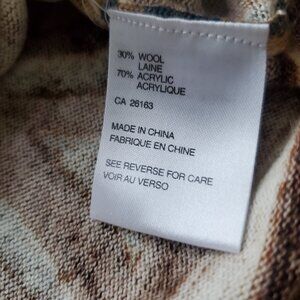 30% WOOL
LAINE
70% ACRYLIC
ACRYLIQUE
CA 26163
MADE IN CHINA
FABRIQUE EN CHINE
SEE REVERSE FOR CARE
VOIR AU VERSO